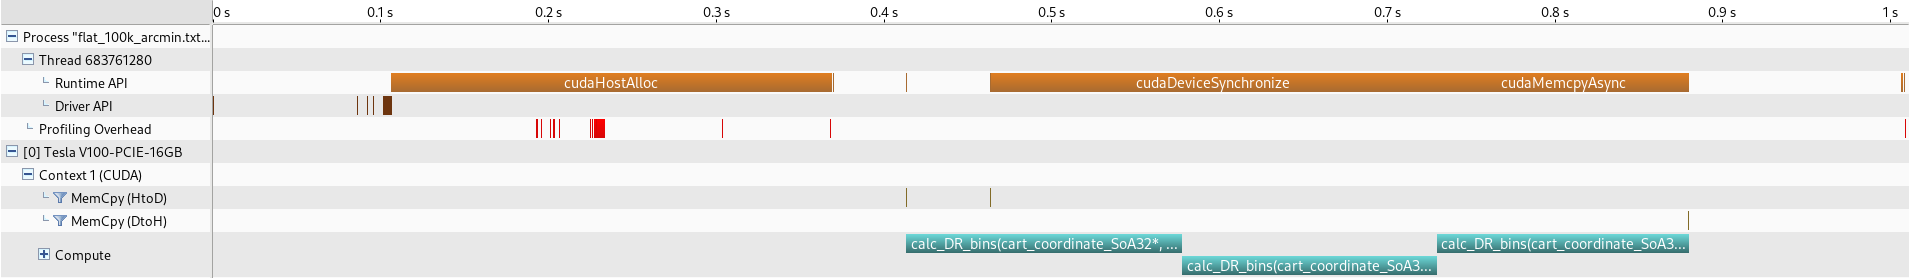 0 s 0.1 s 0.2 s 0.3 s 0.4 s 0.5 s 0.6 s 0.7 s 0.8 s 0.9 s 1 s
Process "flat_100k_arcmin.txt...
Thread 683761280
Runtime API cudaHostAlloc cudaDeviceSynchronize cudaMemcpyAsync
Driver API
Profiling Overhead
[0] Tesla V100-PCIE-16GB
Context 1 (CUDA)
MemCpy (HtoD)
MemCpy (DtoH)
calc_DR_bins(cart_coordinate_SoA32*, ... calc_DR_bins(cart_coordinate_SoA3...
Compute
calc_DR_bins(cart_coordinate_SoA3...